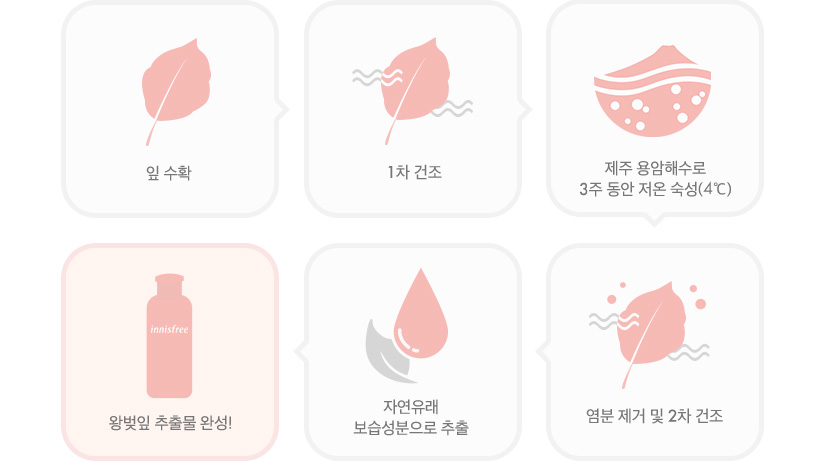 잎 수확
1차 건조
제주 용암해수로
3주 동안 저온 숙성(4℃)
염분 제거 및 2차 건조
자연유래
보습성분으로 추출
innisfree
왕벚잎 추출물 완성!